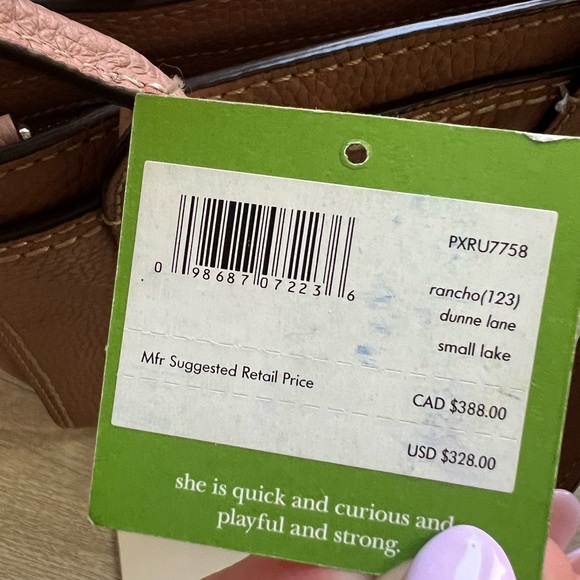 PXRU7758
0 98687 07223 6
rancho(123)
dunne lane
small lake
Mfr Suggested Retail Price
CAD $388.00
USD $328.00
she is quick and curious and
playful and strong.